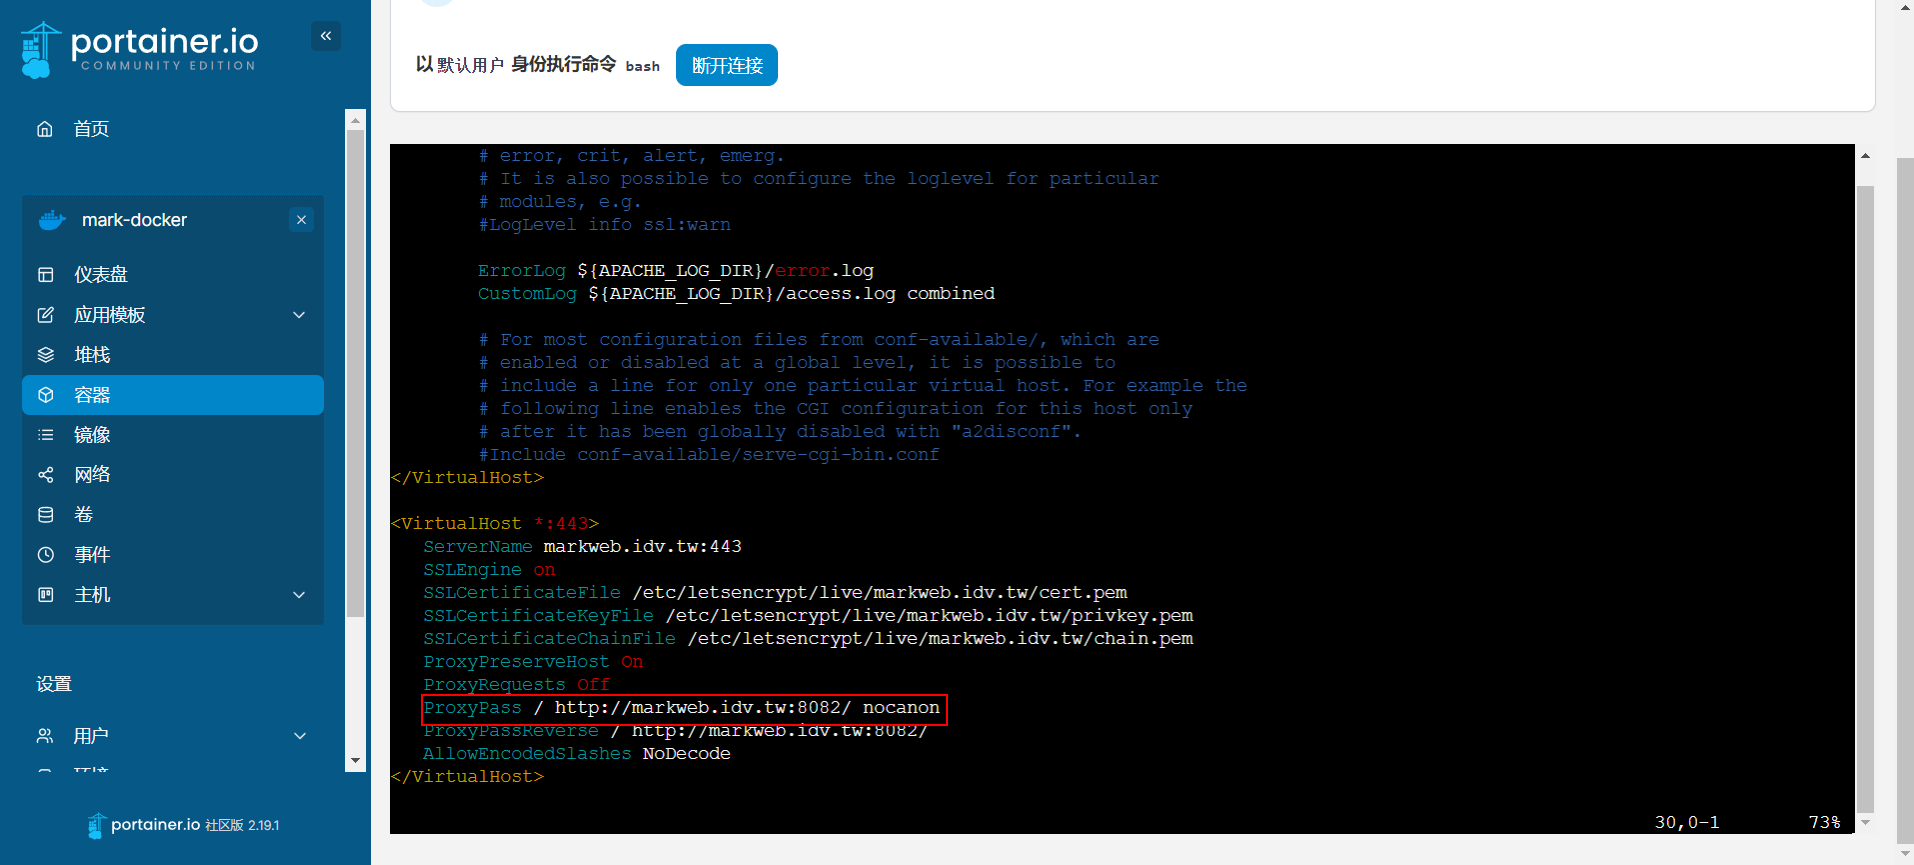 portainer.io
COMMUNITY EDITION
首页
mark-docker
仪表盘
应用模板
堆栈
容器
镜像
网络
卷
事件
主机
设置
用户
环境
portainer.io 社区版 2.19.1
以 默认用户 身份执行命令 bash 断开连接
# error, crit, alert, emerg.
# It is also possible to configure the loglevel for particular
# modules, e.g.
#LogLevel info ssl:warn
ErrorLog ${APACHE_LOG_DIR}/error.log
CustomLog ${APACHE_LOG_DIR}/access.log combined
# For most configuration files from conf-available/, which are
# enabled or disabled at a global level, it is possible to
# include a line for only one particular virtual host. For example the
# following line enables the CGI configuration for this host only
# after it has been globally disabled with "a2disconf".
#Include conf-available/serve-cgi-bin.conf
</VirtualHost>
<VirtualHost *:443>
ServerName markweb.idv.tw:443
SSLEngine on
SSLCertificateFile /etc/letsencrypt/live/markweb.idv.tw/cert.pem
SSLCertificateKeyFile /etc/letsencrypt/live/markweb.idv.tw/privkey.pem
SSLCertificateChainFile /etc/letsencrypt/live/markweb.idv.tw/chain.pem
ProxyPreserveHost On
ProxyRequests Off
ProxyPass / http://markweb.idv.tw:8082/ nocanon
ProxyPassReverse / http://markweb.idv.tw:8082/
AllowEncodedSlashes NoDecode
</VirtualHost>
30,0-1 73%